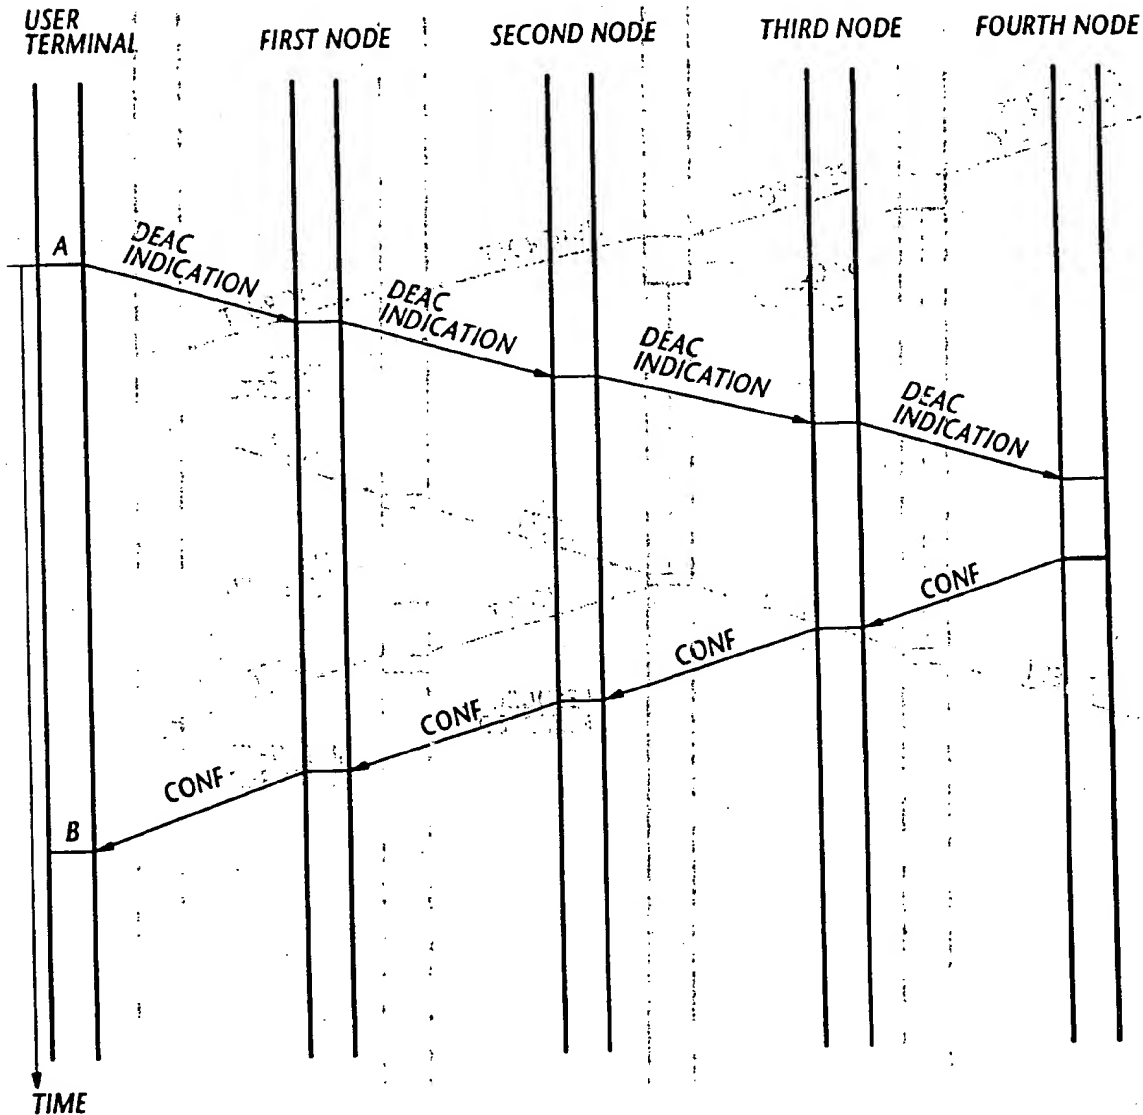 USER
TERMINAL
FIRST NODE
SECOND NODE
THIRD NODE
FOURTH NODE
A
DEAC
INDICATION
DEAC
INDICATION
DEAC
INDICATION
DEAC
INDICATION
CONF
CONF
CONF
CONF
B
TIME